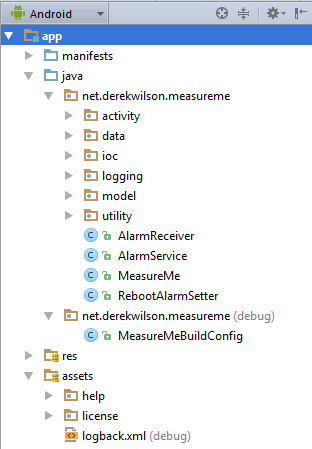 Android
app
manifests
java
net.derekwilson.measureme
activity
data
ioc
logging
model
utility
AlarmReceiver
AlarmService
MeasureMe
RebootAlarmSetter
net.derekwilson.measureme (debug)
MeasureMeBuildConfig
res
assets
help
license
logback.xml (debug)